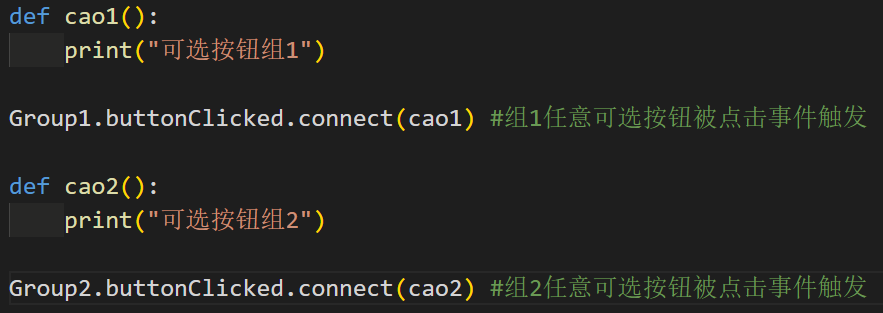 def cao1():
    print("可选按钮组1")
Group1.buttonClicked.connect(cao1) #组1任意可选按钮被点击事件触发
def cao2():
    print("可选按钮组2")
Group2.buttonClicked.connect(cao2) #组2任意可选按钮被点击事件触发